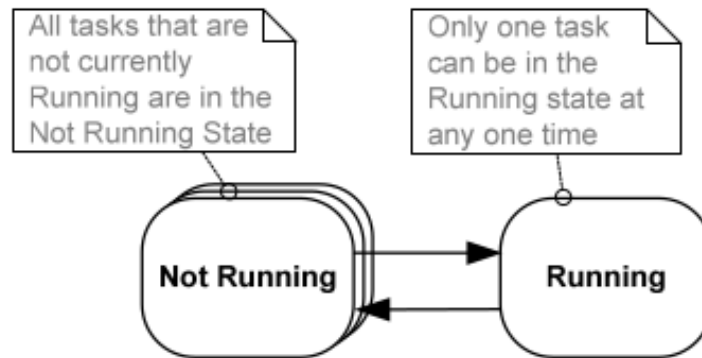 All tasks that are
not currently
Running are in the
Not Running State
Only one task
can be in the
Running state at
any one time
Not Running
Running